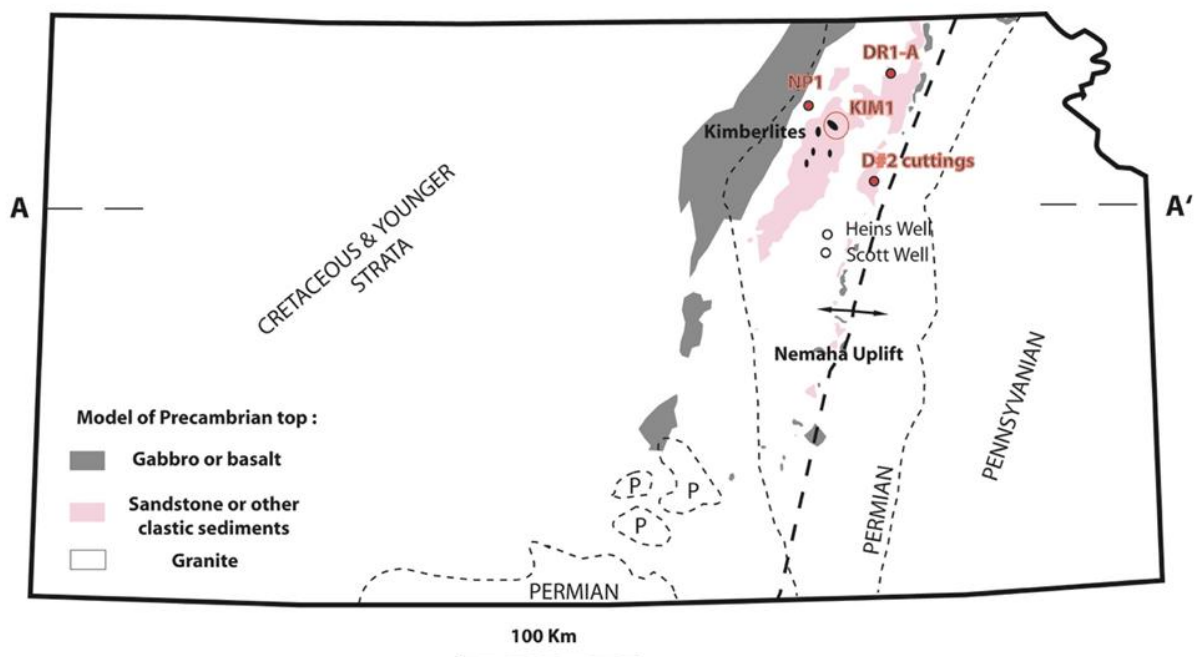 DR1-A
NP1
KIM1
Kimberlites
D#2 cuttings
A
A'
CRETACEOUS & YOUNGER
STRATA
Heins Well
Scott Well
Nemaha Uplift
PENNSYVANIAN
PERMIAN
Model of Precambrian top :
Gabbro or basalt
Sandstone or other
clastic sediments
Granite
P
P
P
PERMIAN
100 Km